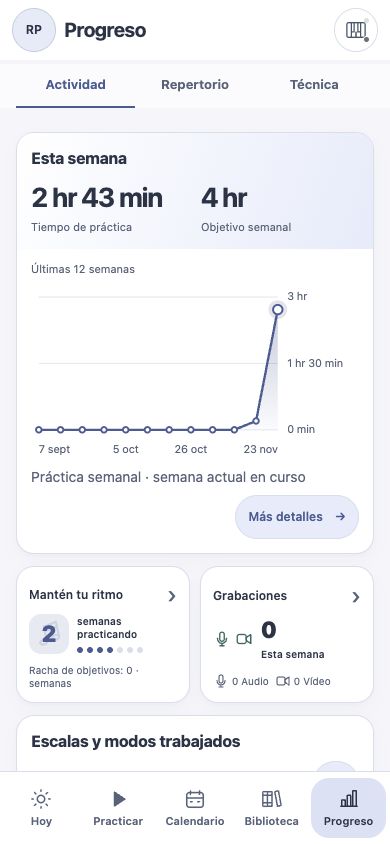 RP
Progreso
Actividad
Repertorio
Técnica
Esta semana
2 hr 43 min
4 hr
Tiempo de práctica
Objetivo semanal
Últimas 12 semanas
3 hr
1 hr 30 min
0 min
7 sept
5 oct
26 oct
23 nov
Práctica semanal · semana actual en curso
Más detalles
Mantén tu ritmo
2
semanas
practicando
Racha de objetivos: 0 ·
semanas
Grabaciones
0
Esta semana
0 Audio
0 Vídeo
Escalas y modos trabajados
Hoy
Practicar
Calendario
Biblioteca
Progreso